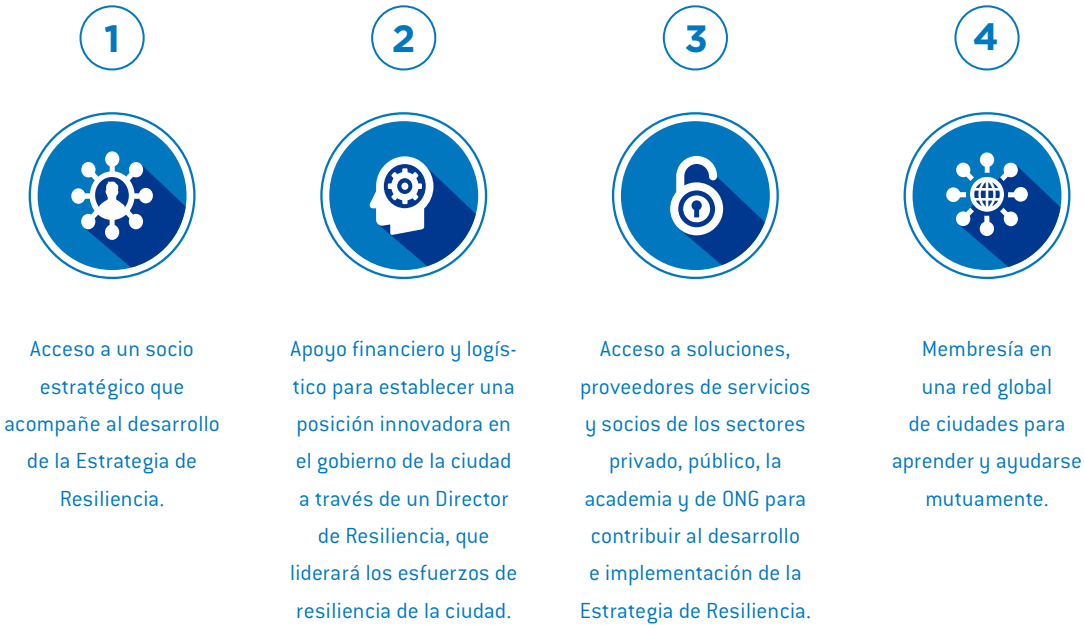 1
Acceso a un socio
estratégico que
acompañe al desarrollo
de la Estrategia de
Resiliencia.
2
Apoyo financiero y logís-
tico para establecer una
posición innovadora en
el gobierno de la ciudad
a través de un Director
de Resiliencia, que
liderará los esfuerzos de
resiliencia de la ciudad.
3
Acceso a soluciones,
proveedores de servicios
y socios de los sectores
privado, público, la
academia y de ONG para
contribuir al desarrollo
e implementación de la
Estrategia de Resiliencia.
4
Membresía en
una red global
de ciudades para
aprender y ayudarse
mutuamente.